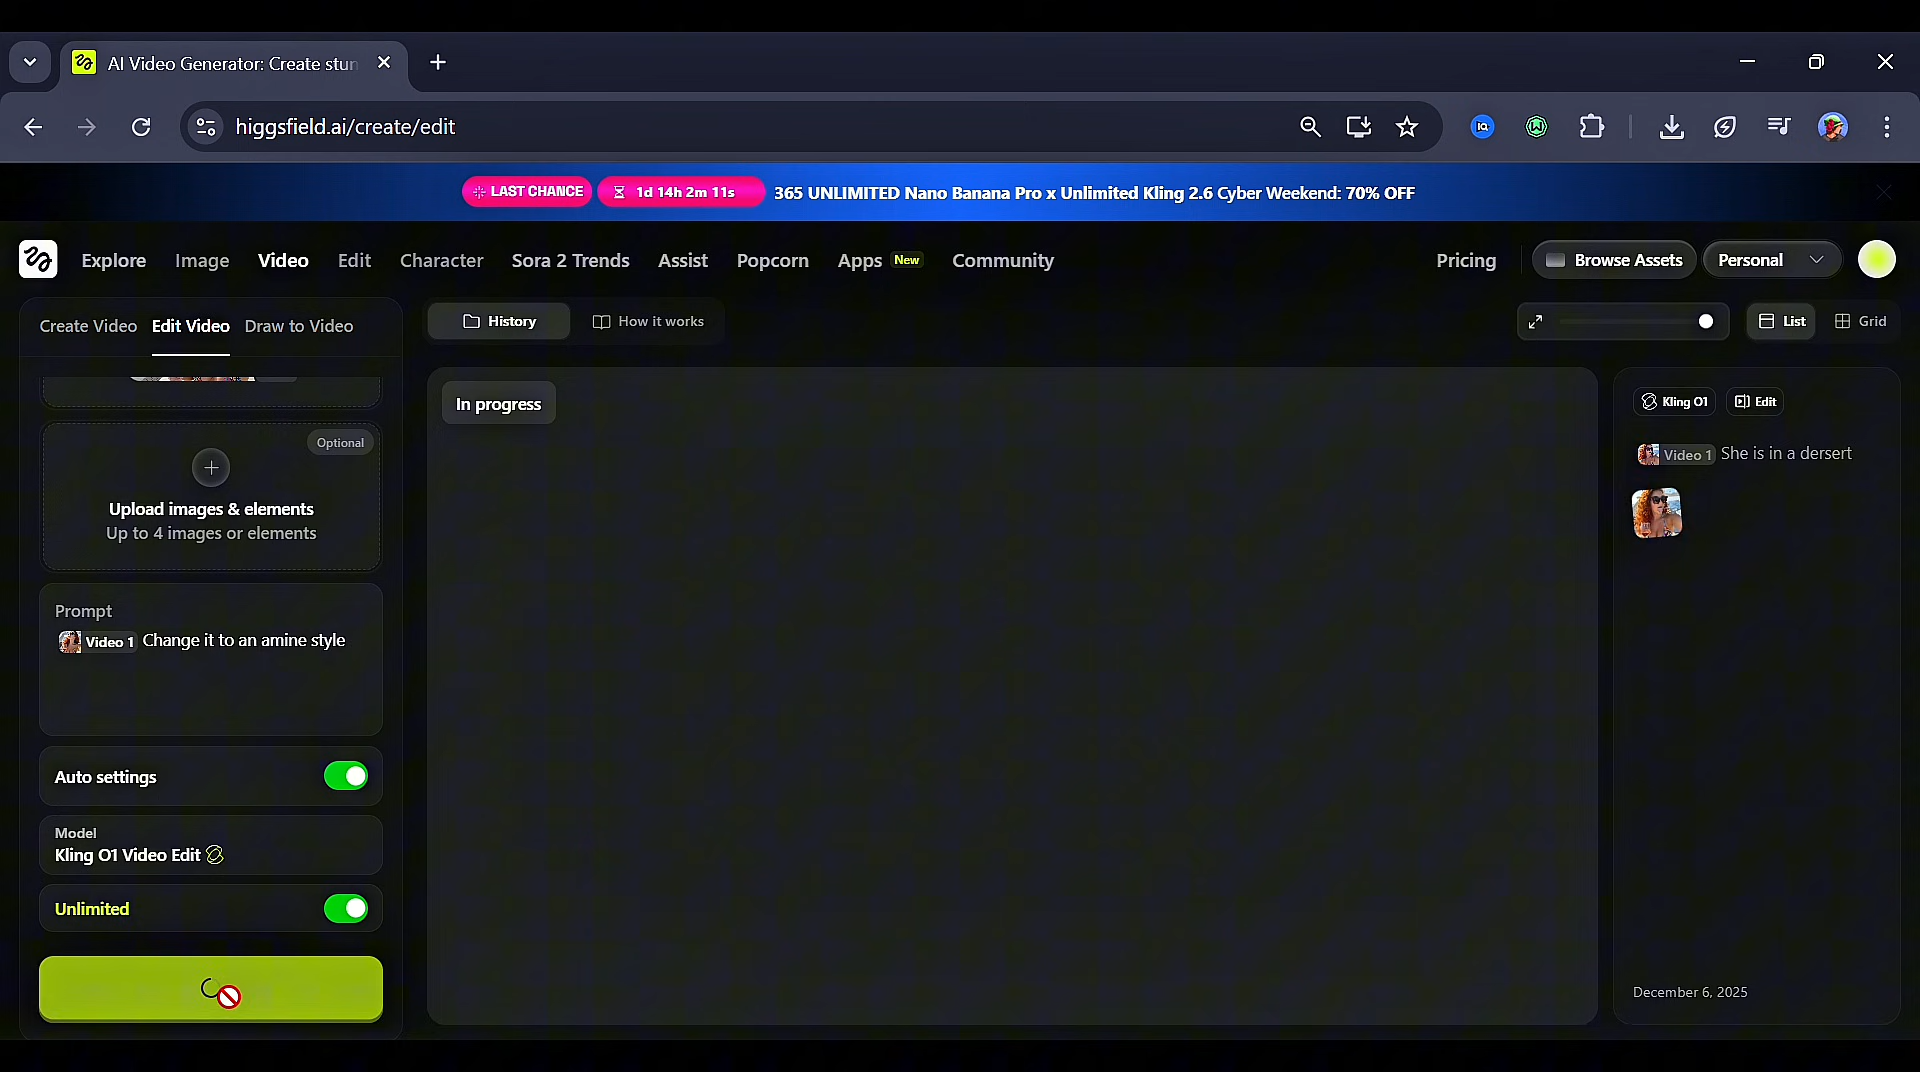 AI Video Generator: Create stun
higgsfield.ai/create/edit
LAST CHANCE 1d 14h 2m 11s 365 UNLIMITED Nano Banana Pro x Unlimited Kling 2.6 Cyber Weekend: 70% OFF
Explore Image Video Edit Character Sora 2 Trends Assist Popcorn Apps New Community Pricing Browse Assets Personal
Create Video Edit Video Draw to Video
History How it works
List Grid
Optional
Upload images & elements
Up to 4 images or elements
Prompt
Video 1 Change it to an amine style
Auto settings
Model
Kling O1 Video Edit
Unlimited
In progress
Kling O1 Edit
Video 1 She is in a dersert
December 6, 2025